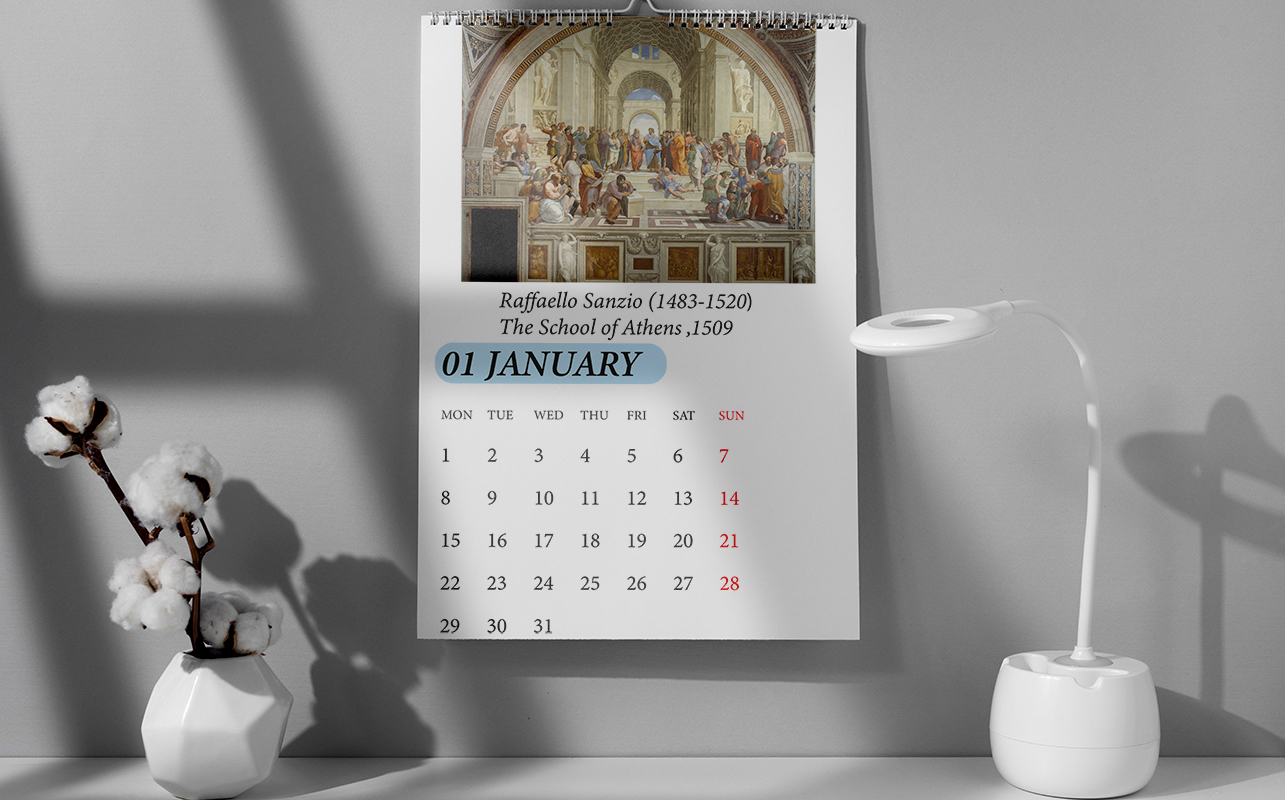 Raffaello Sanzio (1483-1520)
The School of Athens ,1509
01 JANUARY
MON TUE WED THU FRI SAT SUN
1 2 3 4 5 6 7
8 9 10 11 12 13 14
15 16 17 18 19 20 21
22 23 24 25 26 27 28
29 30 31